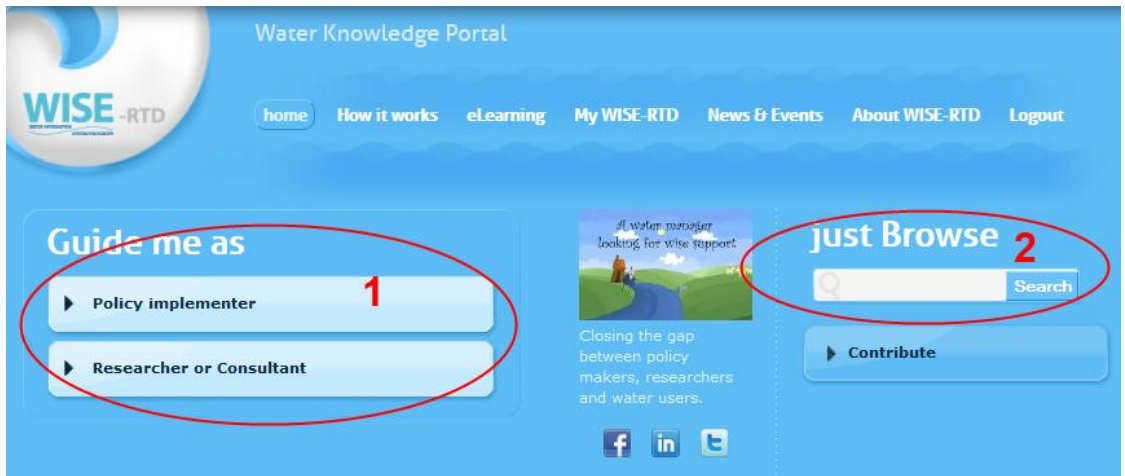 Water Knowledge Portal
WISE -RTD
home How it works eLearning My WISE-RTD News & Events About WISE-RTD Logout
Guide me as
1
Policy implementer
Researcher or Consultant
A water manager
looking for wise support
Closing the gap
between policy
makers, researchers
and water users.
f in t
just Browse
2
Search
Contribute